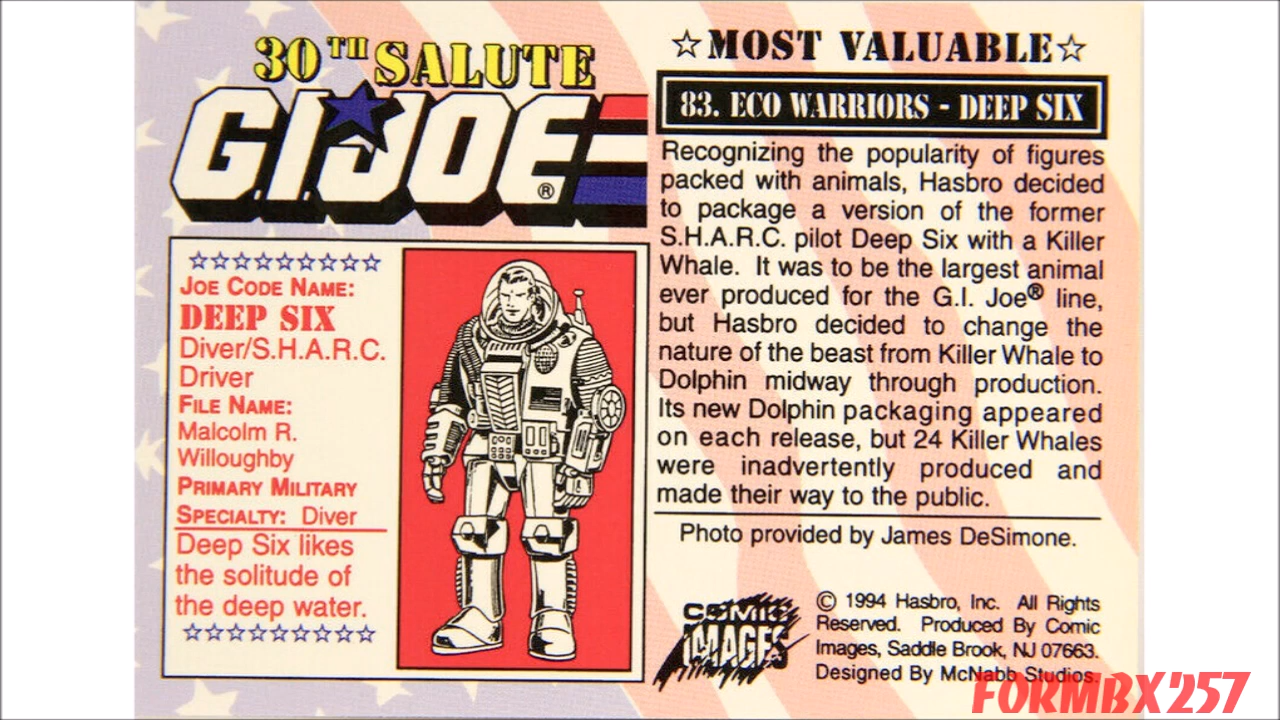 30TH SALUTE
G.I. JOE®
☆☆☆☆☆☆☆☆☆
JOE CODE NAME:
DEEP SIX
Diver/S.H.A.R.C.
Driver
FILE NAME:
Malcolm R.
Willoughby
PRIMARY MILITARY
SPECIALTY: Diver
Deep Six likes
the solitude of
the deep water.
☆☆☆☆☆☆☆☆☆
☆MOST VALUABLE☆
83. ECO WARRIORS - DEEP SIX
Recognizing the popularity of figures
packed with animals, Hasbro decided
to package a version of the former
S.H.A.R.C. pilot Deep Six with a Killer
Whale. It was to be the largest animal
ever produced for the G.I. Joe® line,
but Hasbro decided to change the
nature of the beast from Killer Whale to
Dolphin midway through production.
Its new Dolphin packaging appeared
on each release, but 24 Killer Whales
were inadvertently produced and
made their way to the public.
Photo provided by James DeSimone.
COMIC
IMAGES
© 1994 Hasbro, Inc. All Rights
Reserved. Produced By Comic
Images, Saddle Brook, NJ 07663.
Designed By McNabb Studios.
FORMBX'257